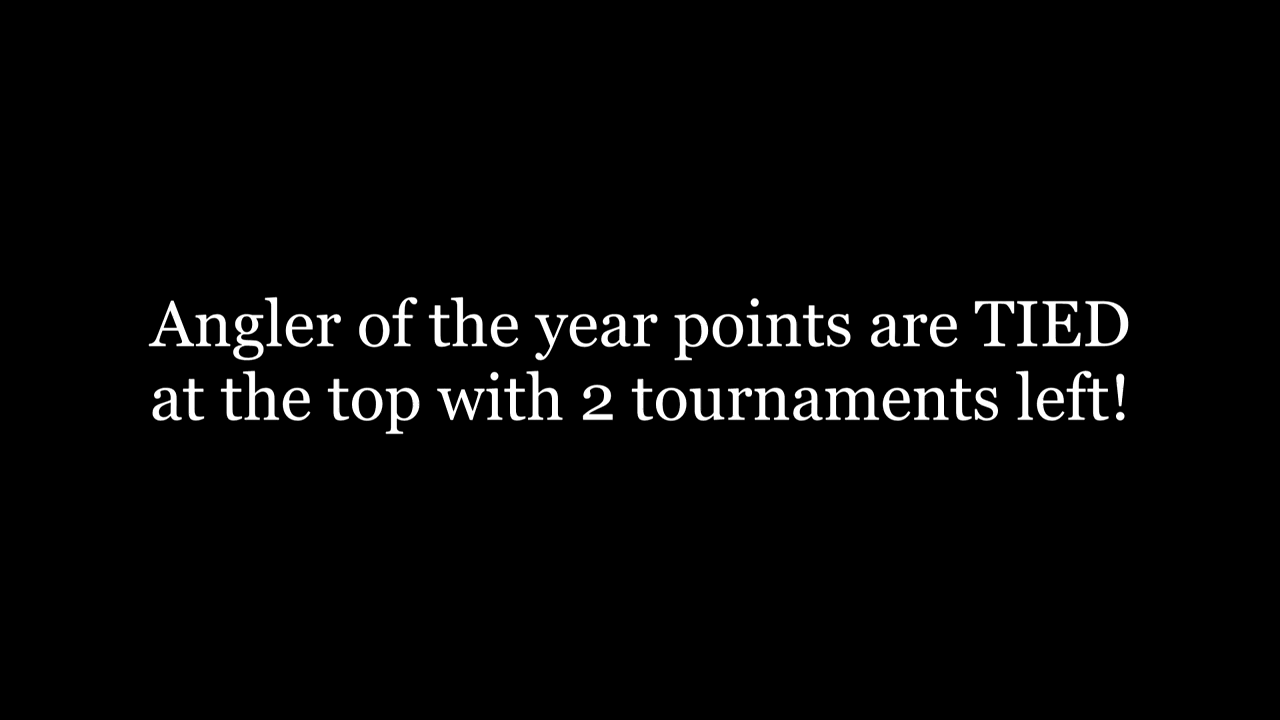 Angler of the year points are TIED
at the top with 2 tournaments left!